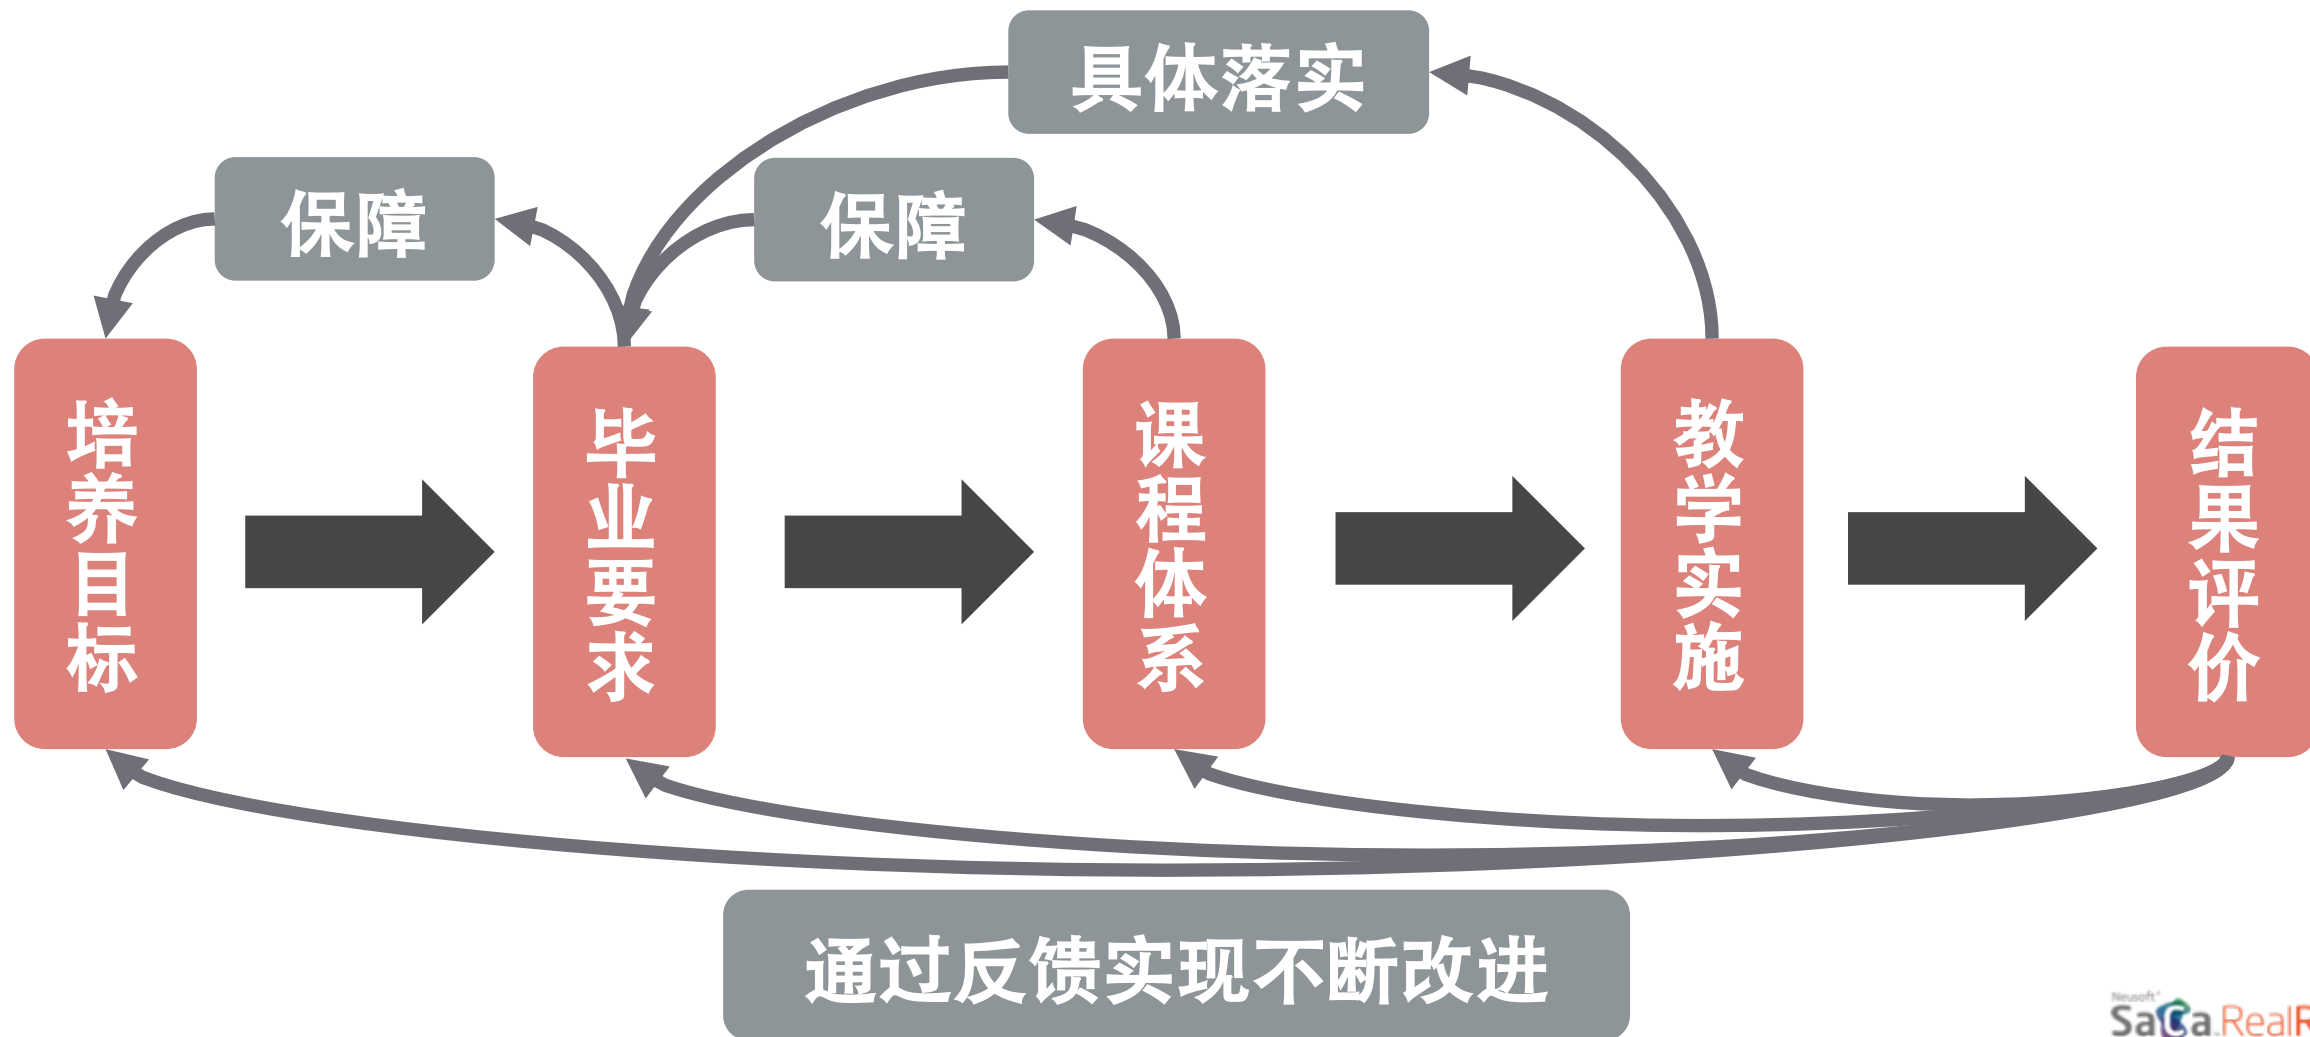 具体落实
保障
保障
培养目标
毕业要求
课程体系
教学实施
结果评价
通过反馈实现不断改进
Neusoft
SaCa RealR